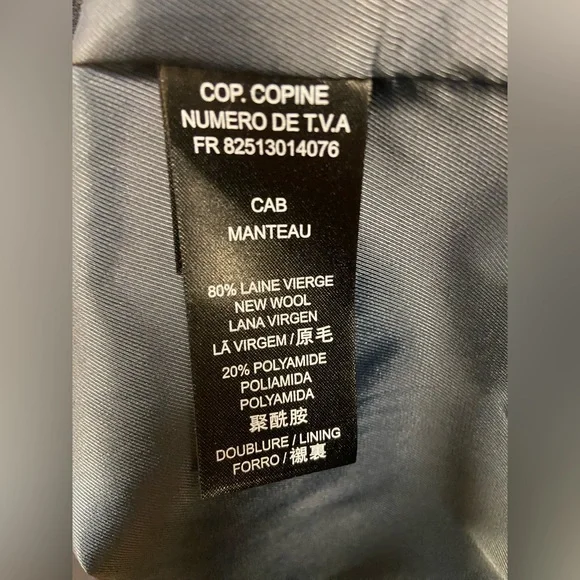 COP. COPINE
NUMERO DE T.V.A
FR 82513014076
CAB
MANTEAU
80% LAINE VIERGE
NEW WOOL
LANA VIRGEN
LÃ VIRGEM / 原毛
20% POLYAMIDE
POLIAMIDA
POLYAMIDA
聚酰胺
DOUBLURE / LINING
FORRO / 襯裏